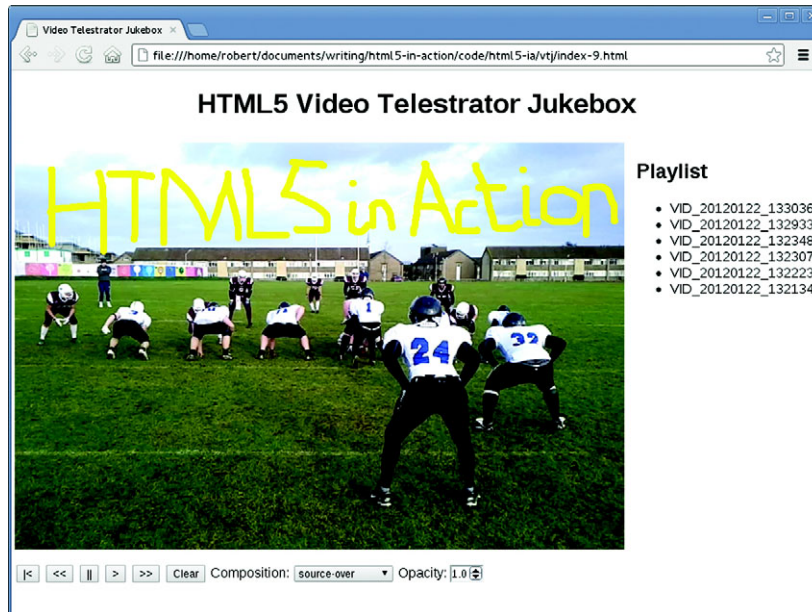 Video Telestrator Jukebox
file:///home/robert/documents/writing/html5-in-action/code/html5-ia/vtj/index-9.html
HTML5 Video Telestrator Jukebox
HTML5 in Action
24
32
1
Playlist
VID_20120122_133036
VID_20120122_132933
VID_20120122_132348
VID_20120122_132307
VID_20120122_132223
VID_20120122_132134
|< << || > >> Clear Composition: source-over Opacity: 1.0